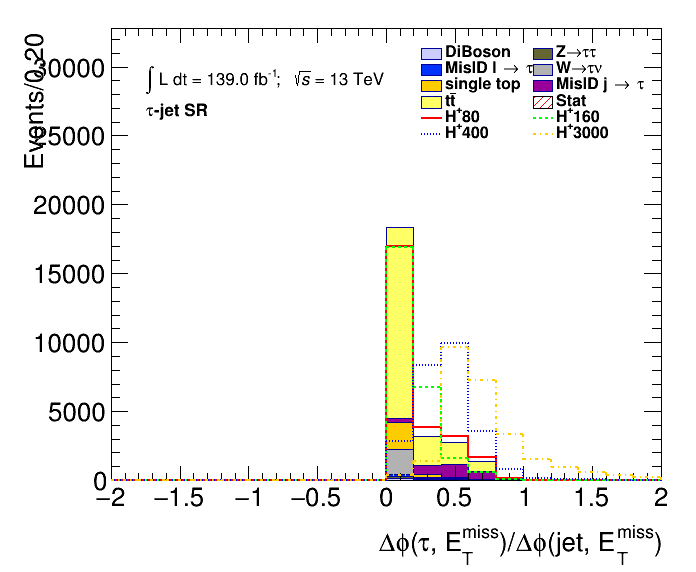 Events/0.20
30000
25000
20000
15000
10000
5000
0
∫ L dt = 139.0 fb⁻¹; √s = 13 TeV
τ-jet SR
DiBoson Z→ττ
MisID l → τ W→τν
single top MisID j → τ
tt̄ Stat
H⁺80 H⁺160
H⁺400 H⁺3000
−2 −1.5 −1 −0.5 0 0.5 1 1.5 2
Δϕ(τ, E_T^miss)/Δϕ(jet, E_T^miss)